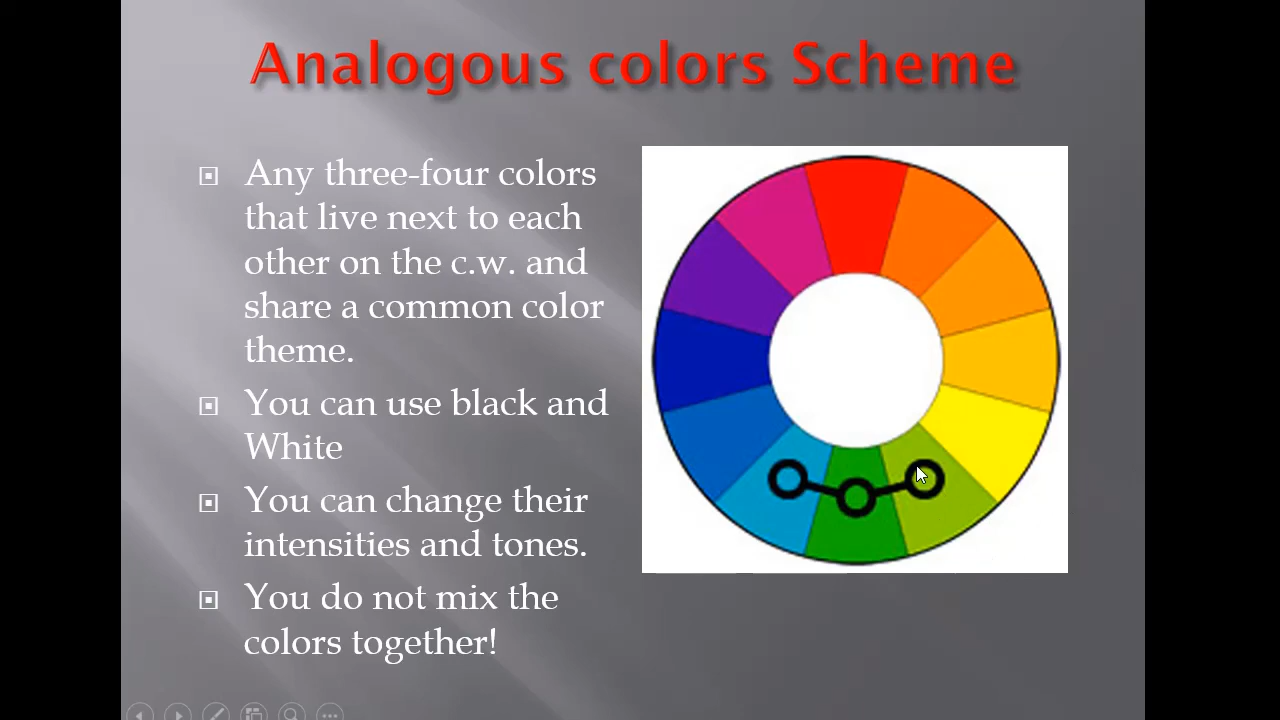 Analogous colors Scheme
Any three-four colors
that live next to each
other on the c.w. and
share a common color
theme.
You can use black and
White
You can change their
intensities and tones.
You do not mix the
colors together!